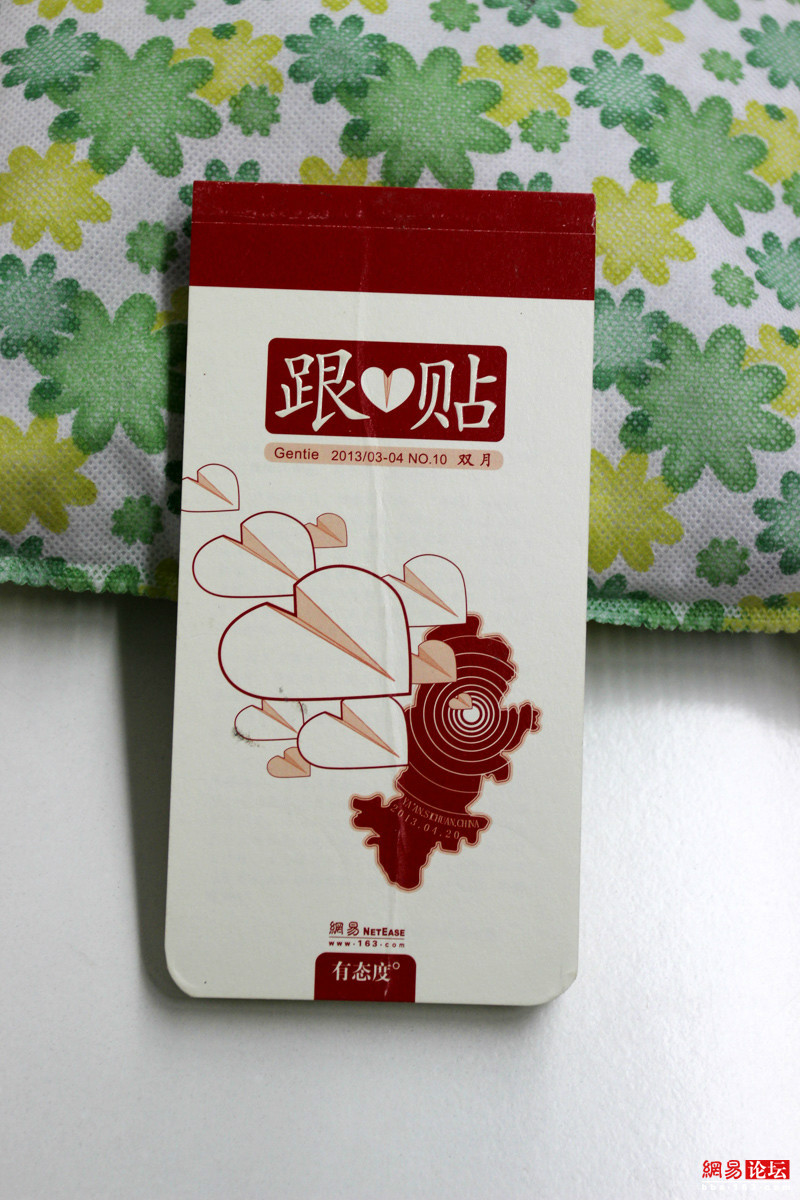 跟贴
Gentie 2013/03-04 NO.10 双月
YA'AN,SICHUAN,CHINA
2013.04.20
網易 NETEASE
www.163.com
有态度°
網易论坛